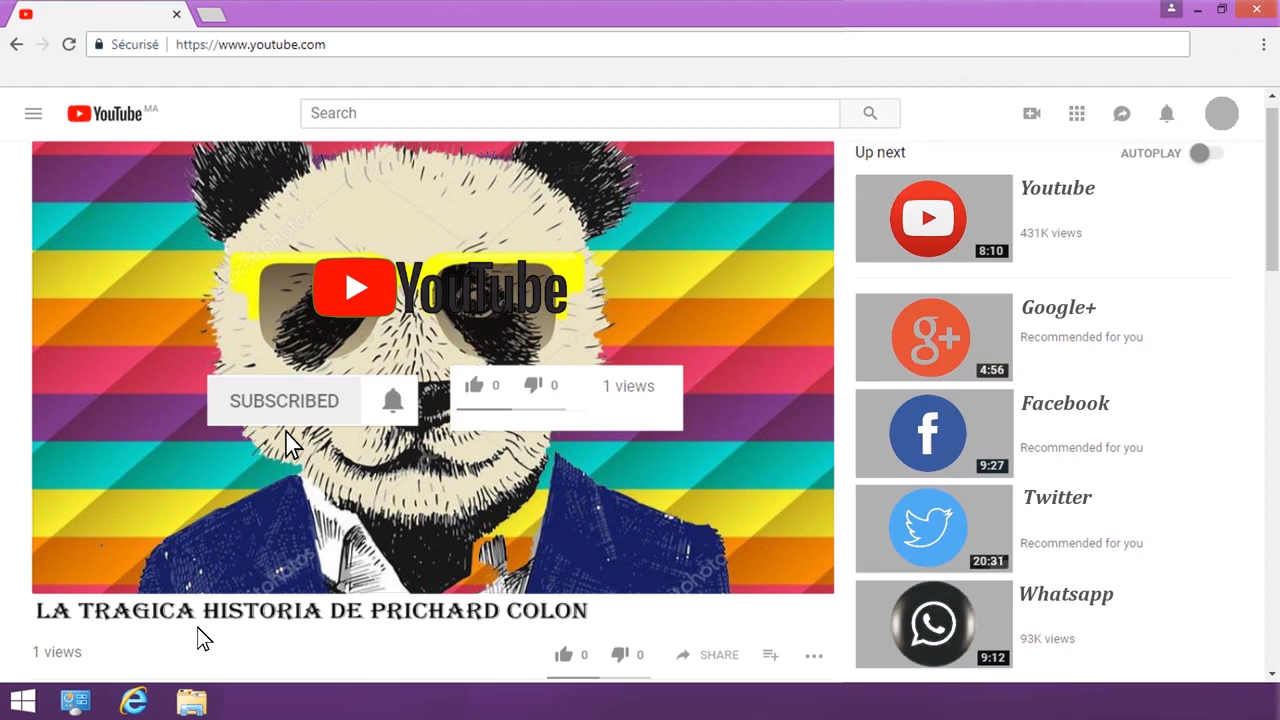 Sécurisé
https://www.youtube.com
YouTube MA
Search
Up next
AUTOPLAY
Youtube
431K views
8:10
YouTube
Google+
Recommended for you
g+
4:56
SUBSCRIBED
0
0
1 views
Facebook
Recommended for you
f
9:27
Twitter
Recommended for you
20:31
LA TRAGICA HISTORIA DE PRICHARD COLON
Whatsapp
93K views
9:12
1 views
0
0
SHARE